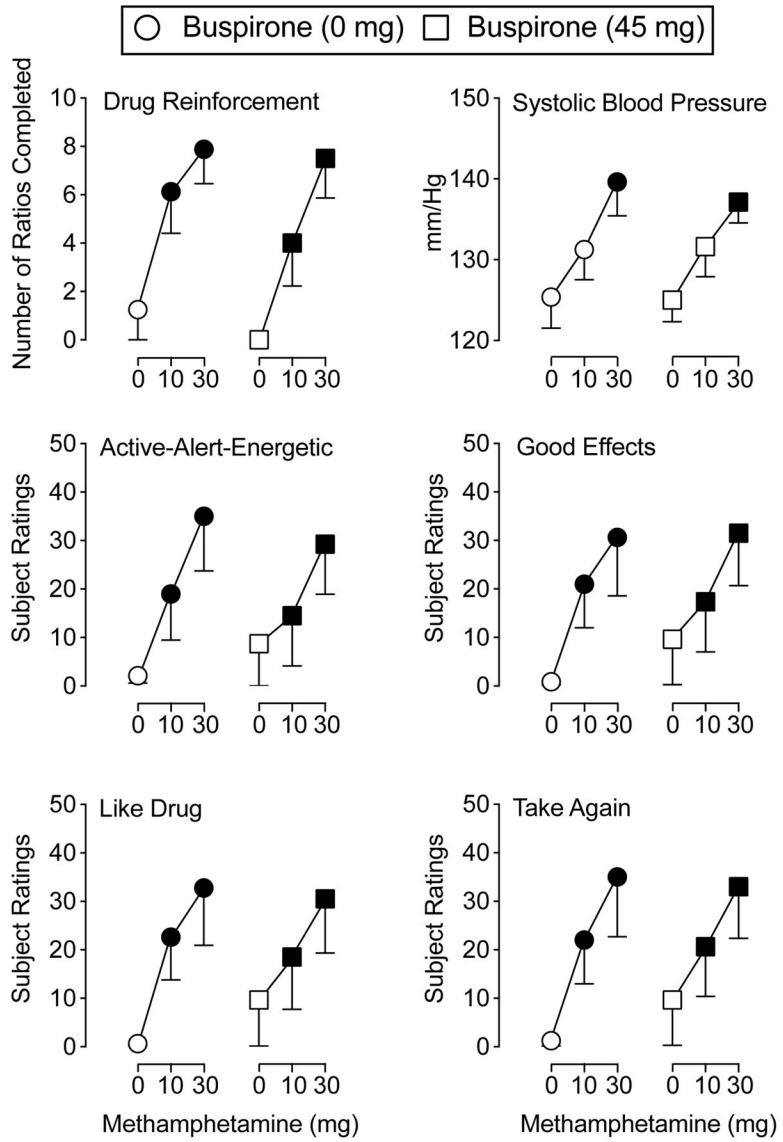 Buspirone (0 mg) Buspirone (45 mg)
Drug Reinforcement
Number of Ratios Completed
10
8
6
4
2
0
0 10 30 0 10 30
Systolic Blood Pressure
mm/Hg
150
140
130
120
0 10 30 0 10 30
Active-Alert-Energetic
Subject Ratings
50
40
30
20
10
0
0 10 30 0 10 30
Good Effects
Subject Ratings
50
40
30
20
10
0
0 10 30 0 10 30
Like Drug
Subject Ratings
50
40
30
20
10
0
0 10 30 0 10 30
Methamphetamine (mg)
Take Again
Subject Ratings
50
40
30
20
10
0
0 10 30 0 10 30
Methamphetamine (mg)